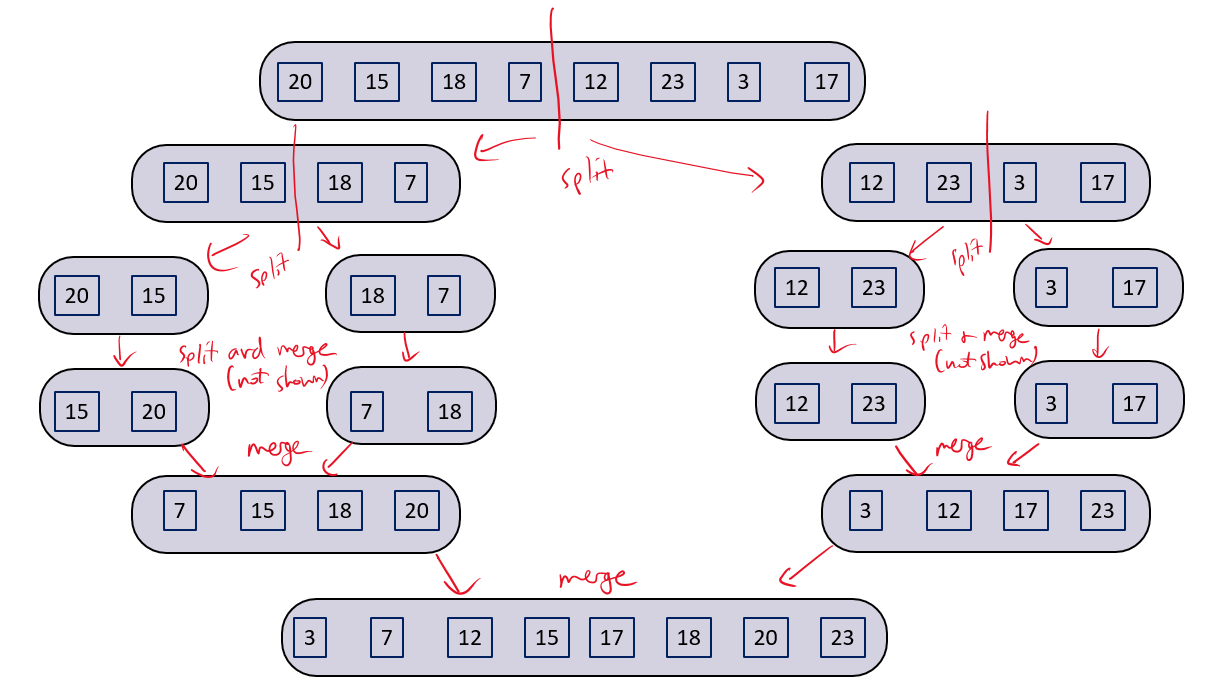 20 15 18 7 12 23 3 17
20 15 18 7
split
12 23 3 17
20 15
split
18 7
12 23
split
3 17
split and merge
(not shown)
split & merge
(not shown)
15 20
7 18
12 23
3 17
merge
merge
7 15 18 20
3 12 17 23
merge
3 7 12 15 17 18 20 23